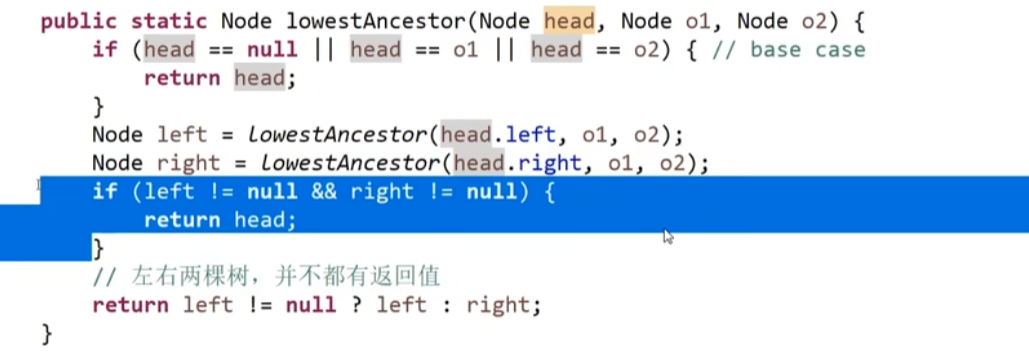 public static Node lowestAncestor(Node head, Node o1, Node o2) {
if (head == null || head == o1 || head == o2) { // base case
return head;
}
Node left = lowestAncestor(head.left, o1, o2);
Node right = lowestAncestor(head.right, o1, o2);
if (left != null && right != null) {
return head;
}
// 左右两棵树，并不都有返回值
return left != null ? left : right;
}